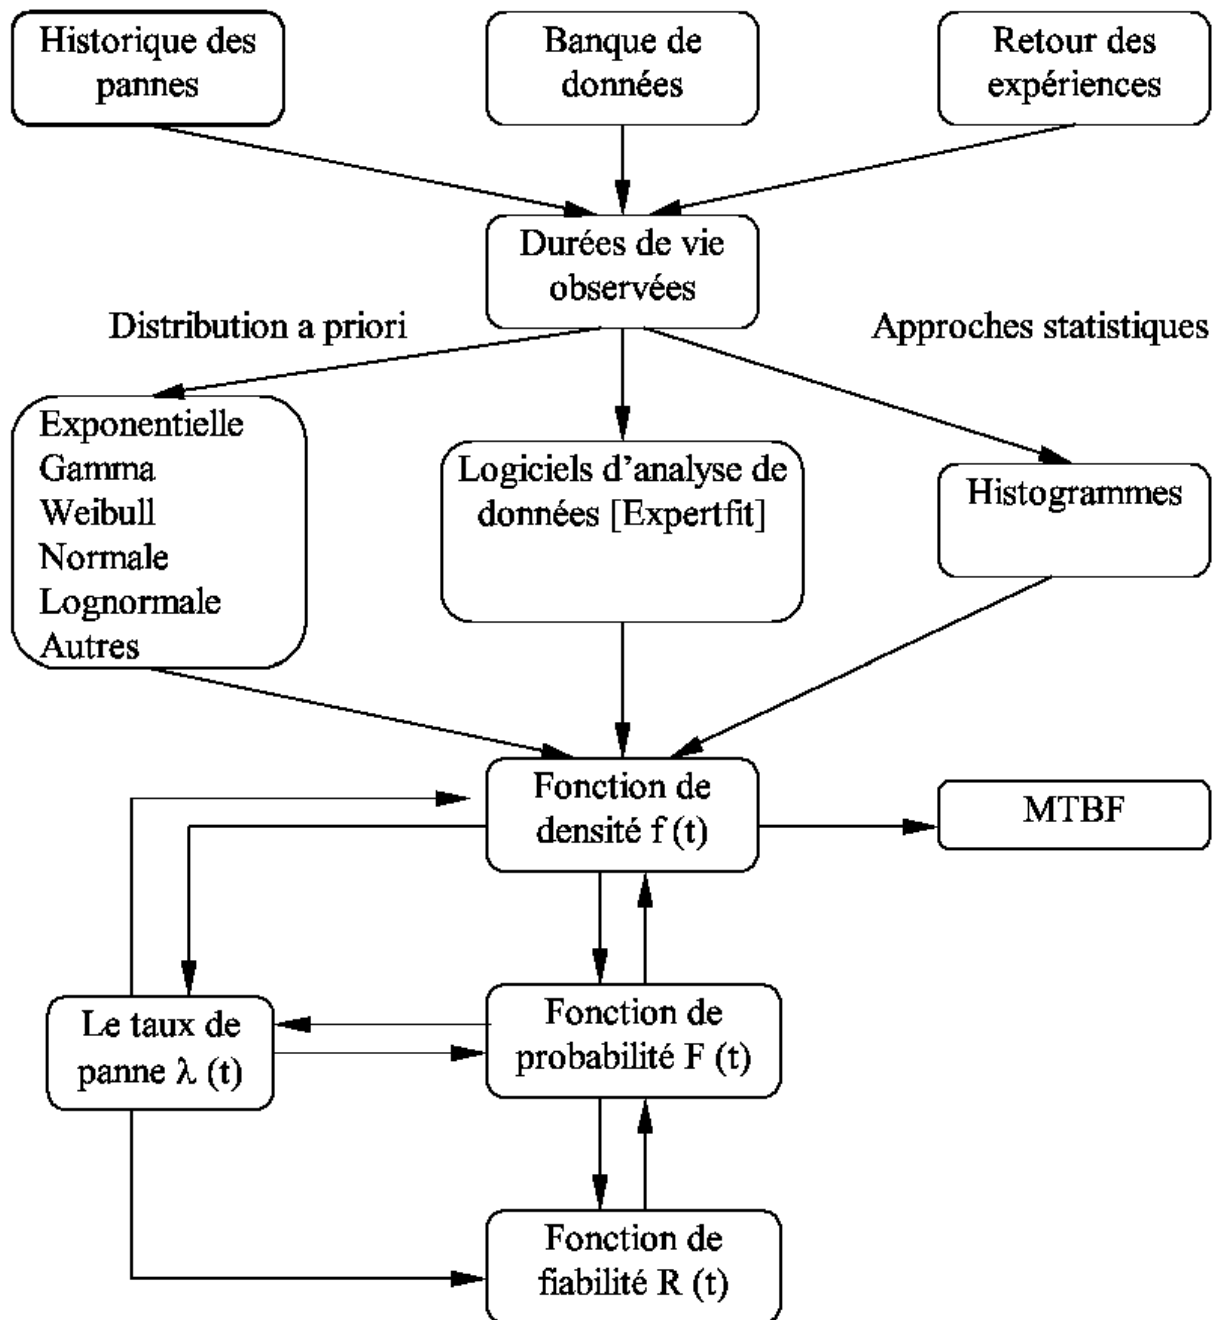 Historique des
pannes
Banque de
données
Retour des
expériences
Durées de vie
observées
Distribution a priori
Approches statistiques
Exponentielle
Gamma
Weibull
Normale
Lognormale
Autres
Logiciels d'analyse de
données [Expertfit]
Histogrammes
Fonction de
densité f (t)
MTBF
Le taux de
panne λ (t)
Fonction de
probabilité F (t)
Fonction de
fiabilité R (t)